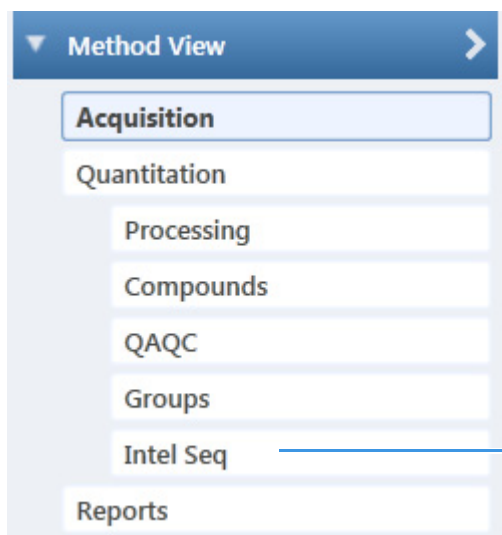 Method View
Acquisition
Quantitation
Processing
Compounds
QAQC
Groups
Intel Seq
Reports